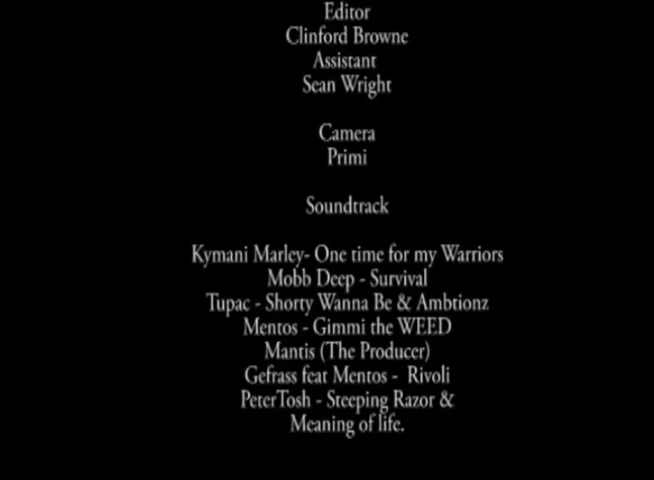 Editor
Clinford Browne
Assistant
Sean Wright
Camera
Primi
Soundtrack
Kymani Marley- One time for my Warriors
Mobb Deep - Survival
Tupac - Shorty Wanna Be & Ambtionz
Mentos - Gimmi the WEED
Mantis (The Producer)
Gefrass feat Mentos - Rivoli
PeterTosh - Steeping Razor &
Meaning of life.